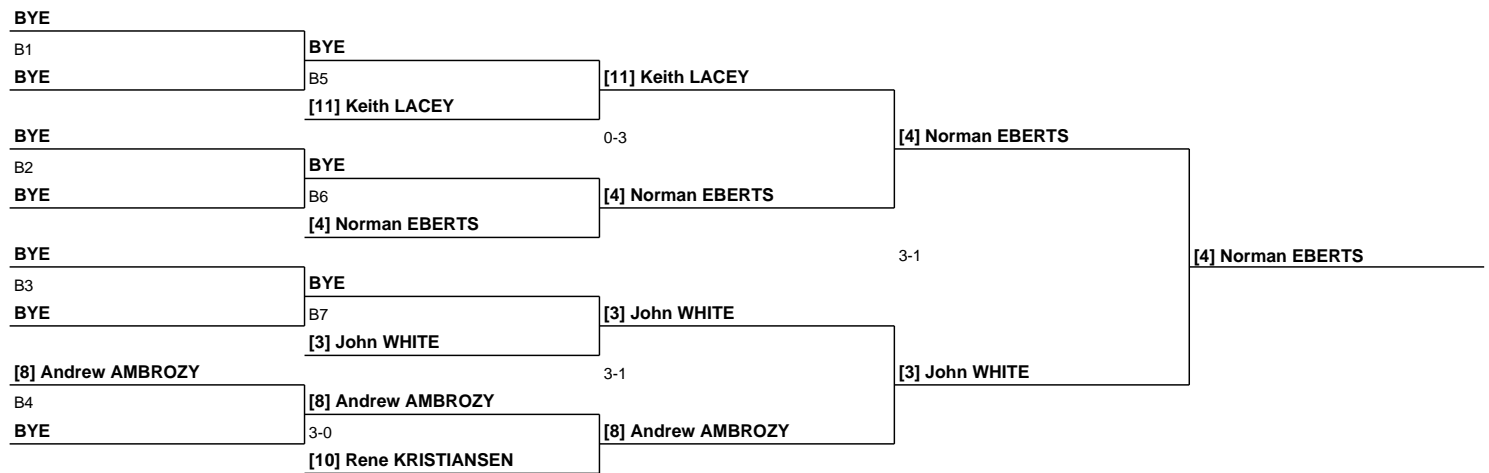 BYE
B1
BYE
BYE
B5
[11] Keith LACEY
[11] Keith LACEY
BYE
0-3
[4] Norman EBERTS
B2
BYE
BYE
B6
[4] Norman EBERTS
[4] Norman EBERTS
BYE
3-1
[4] Norman EBERTS
B3
BYE
BYE
B7
[3] John WHITE
[3] John WHITE
[8] Andrew AMBROZY
3-1
[3] John WHITE
B4
[8] Andrew AMBROZY
BYE
3-0
[8] Andrew AMBROZY
[10] Rene KRISTIANSEN